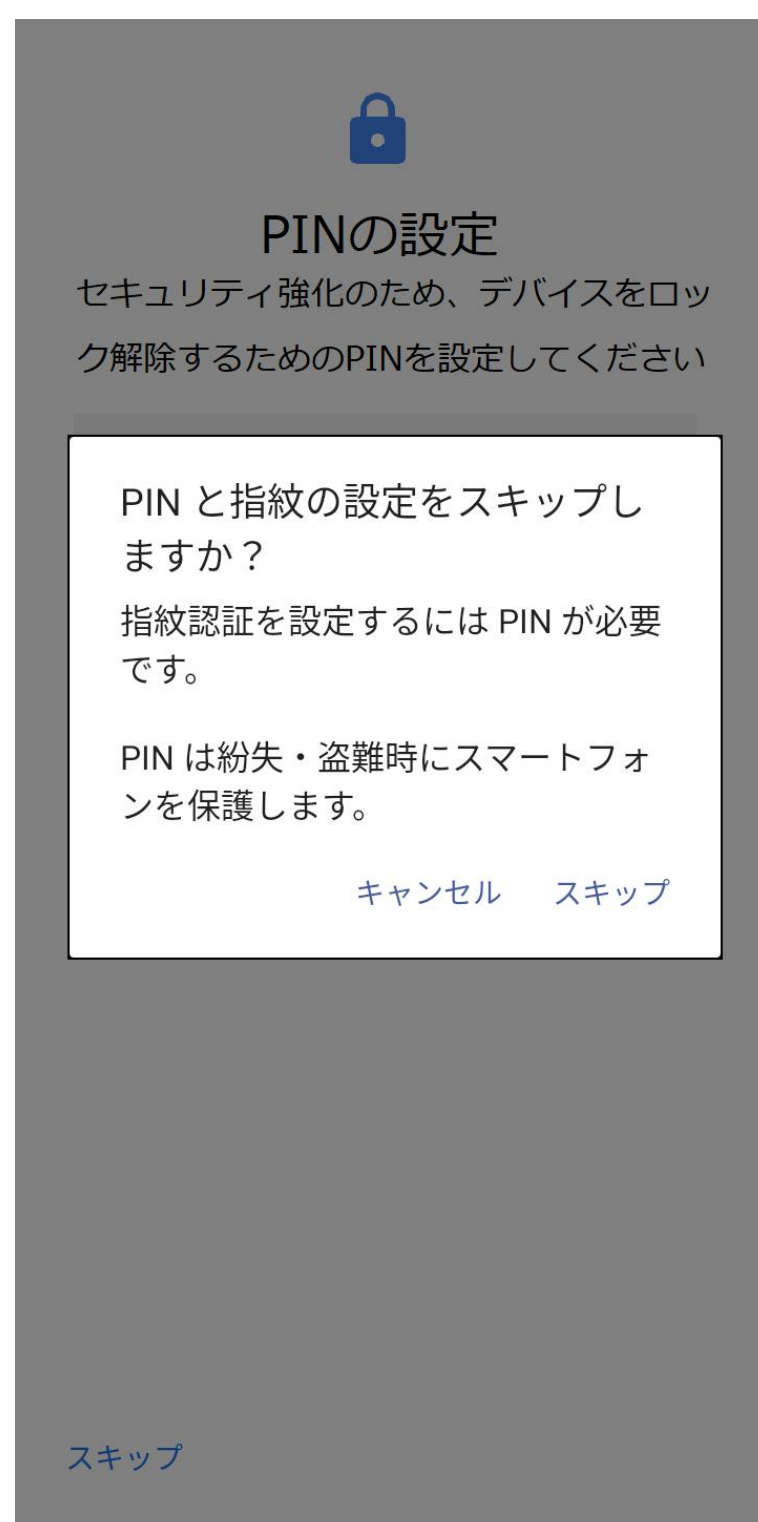 PINの設定
セキュリティ強化のため、デバイスをロッ
ク解除するためのPINを設定してください
PIN と指紋の設定をスキップし
ますか？
指紋認証を設定するには PIN が必要
です。
PIN は紛失・盗難時にスマートフォ
ンを保護します。
キャンセル スキップ
スキップ